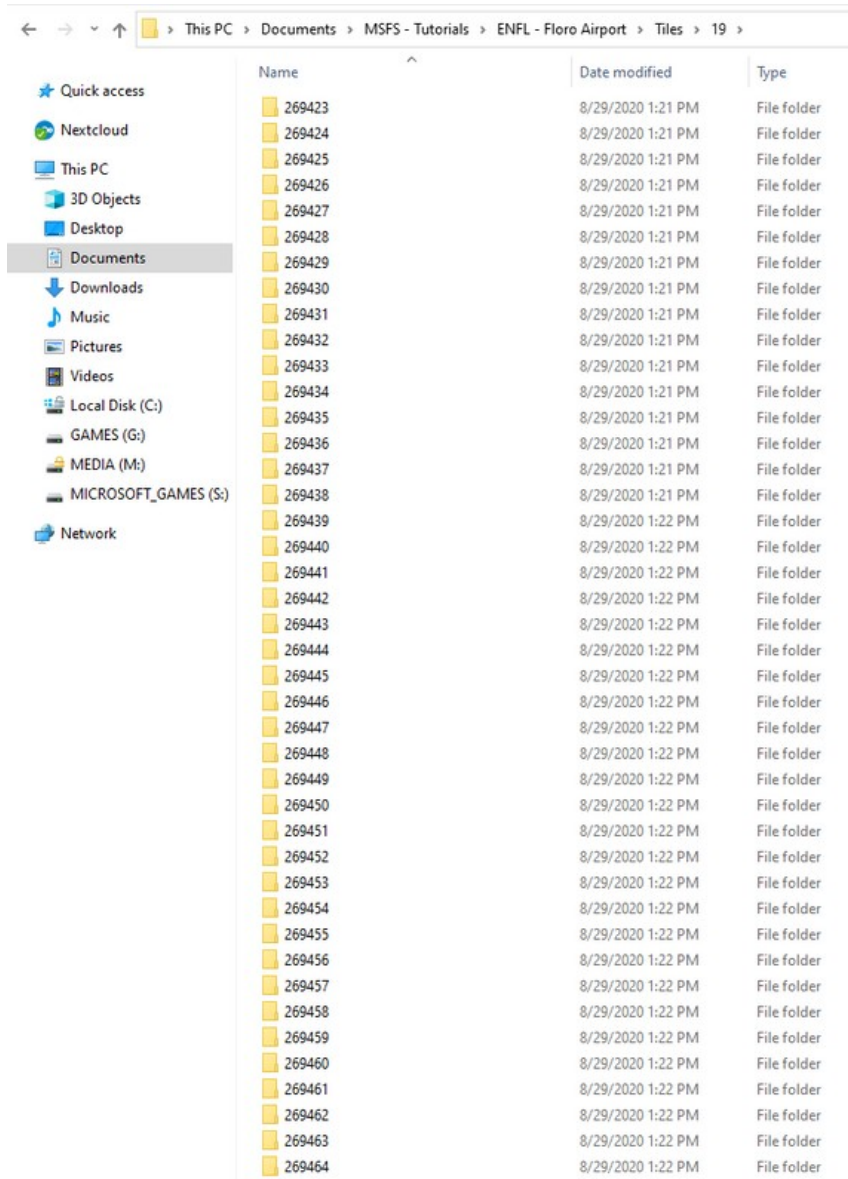 This PC > Documents > MSFS - Tutorials > ENFL - Floro Airport > Tiles > 19 >
Quick access
Nextcloud
This PC
3D Objects
Desktop
Documents
Downloads
Music
Pictures
Videos
Local Disk (C:)
GAMES (G:)
MEDIA (M:)
MICROSOFT_GAMES (S:)
Network
Name Date modified Type
269423 8/29/2020 1:21 PM File folder
269424 8/29/2020 1:21 PM File folder
269425 8/29/2020 1:21 PM File folder
269426 8/29/2020 1:21 PM File folder
269427 8/29/2020 1:21 PM File folder
269428 8/29/2020 1:21 PM File folder
269429 8/29/2020 1:21 PM File folder
269430 8/29/2020 1:21 PM File folder
269431 8/29/2020 1:21 PM File folder
269432 8/29/2020 1:21 PM File folder
269433 8/29/2020 1:21 PM File folder
269434 8/29/2020 1:21 PM File folder
269435 8/29/2020 1:21 PM File folder
269436 8/29/2020 1:21 PM File folder
269437 8/29/2020 1:21 PM File folder
269438 8/29/2020 1:21 PM File folder
269439 8/29/2020 1:22 PM File folder
269440 8/29/2020 1:22 PM File folder
269441 8/29/2020 1:22 PM File folder
269442 8/29/2020 1:22 PM File folder
269443 8/29/2020 1:22 PM File folder
269444 8/29/2020 1:22 PM File folder
269445 8/29/2020 1:22 PM File folder
269446 8/29/2020 1:22 PM File folder
269447 8/29/2020 1:22 PM File folder
269448 8/29/2020 1:22 PM File folder
269449 8/29/2020 1:22 PM File folder
269450 8/29/2020 1:22 PM File folder
269451 8/29/2020 1:22 PM File folder
269452 8/29/2020 1:22 PM File folder
269453 8/29/2020 1:22 PM File folder
269454 8/29/2020 1:22 PM File folder
269455 8/29/2020 1:22 PM File folder
269456 8/29/2020 1:22 PM File folder
269457 8/29/2020 1:22 PM File folder
269458 8/29/2020 1:22 PM File folder
269459 8/29/2020 1:22 PM File folder
269460 8/29/2020 1:22 PM File folder
269461 8/29/2020 1:22 PM File folder
269462 8/29/2020 1:22 PM File folder
269463 8/29/2020 1:22 PM File folder
269464 8/29/2020 1:22 PM File folder